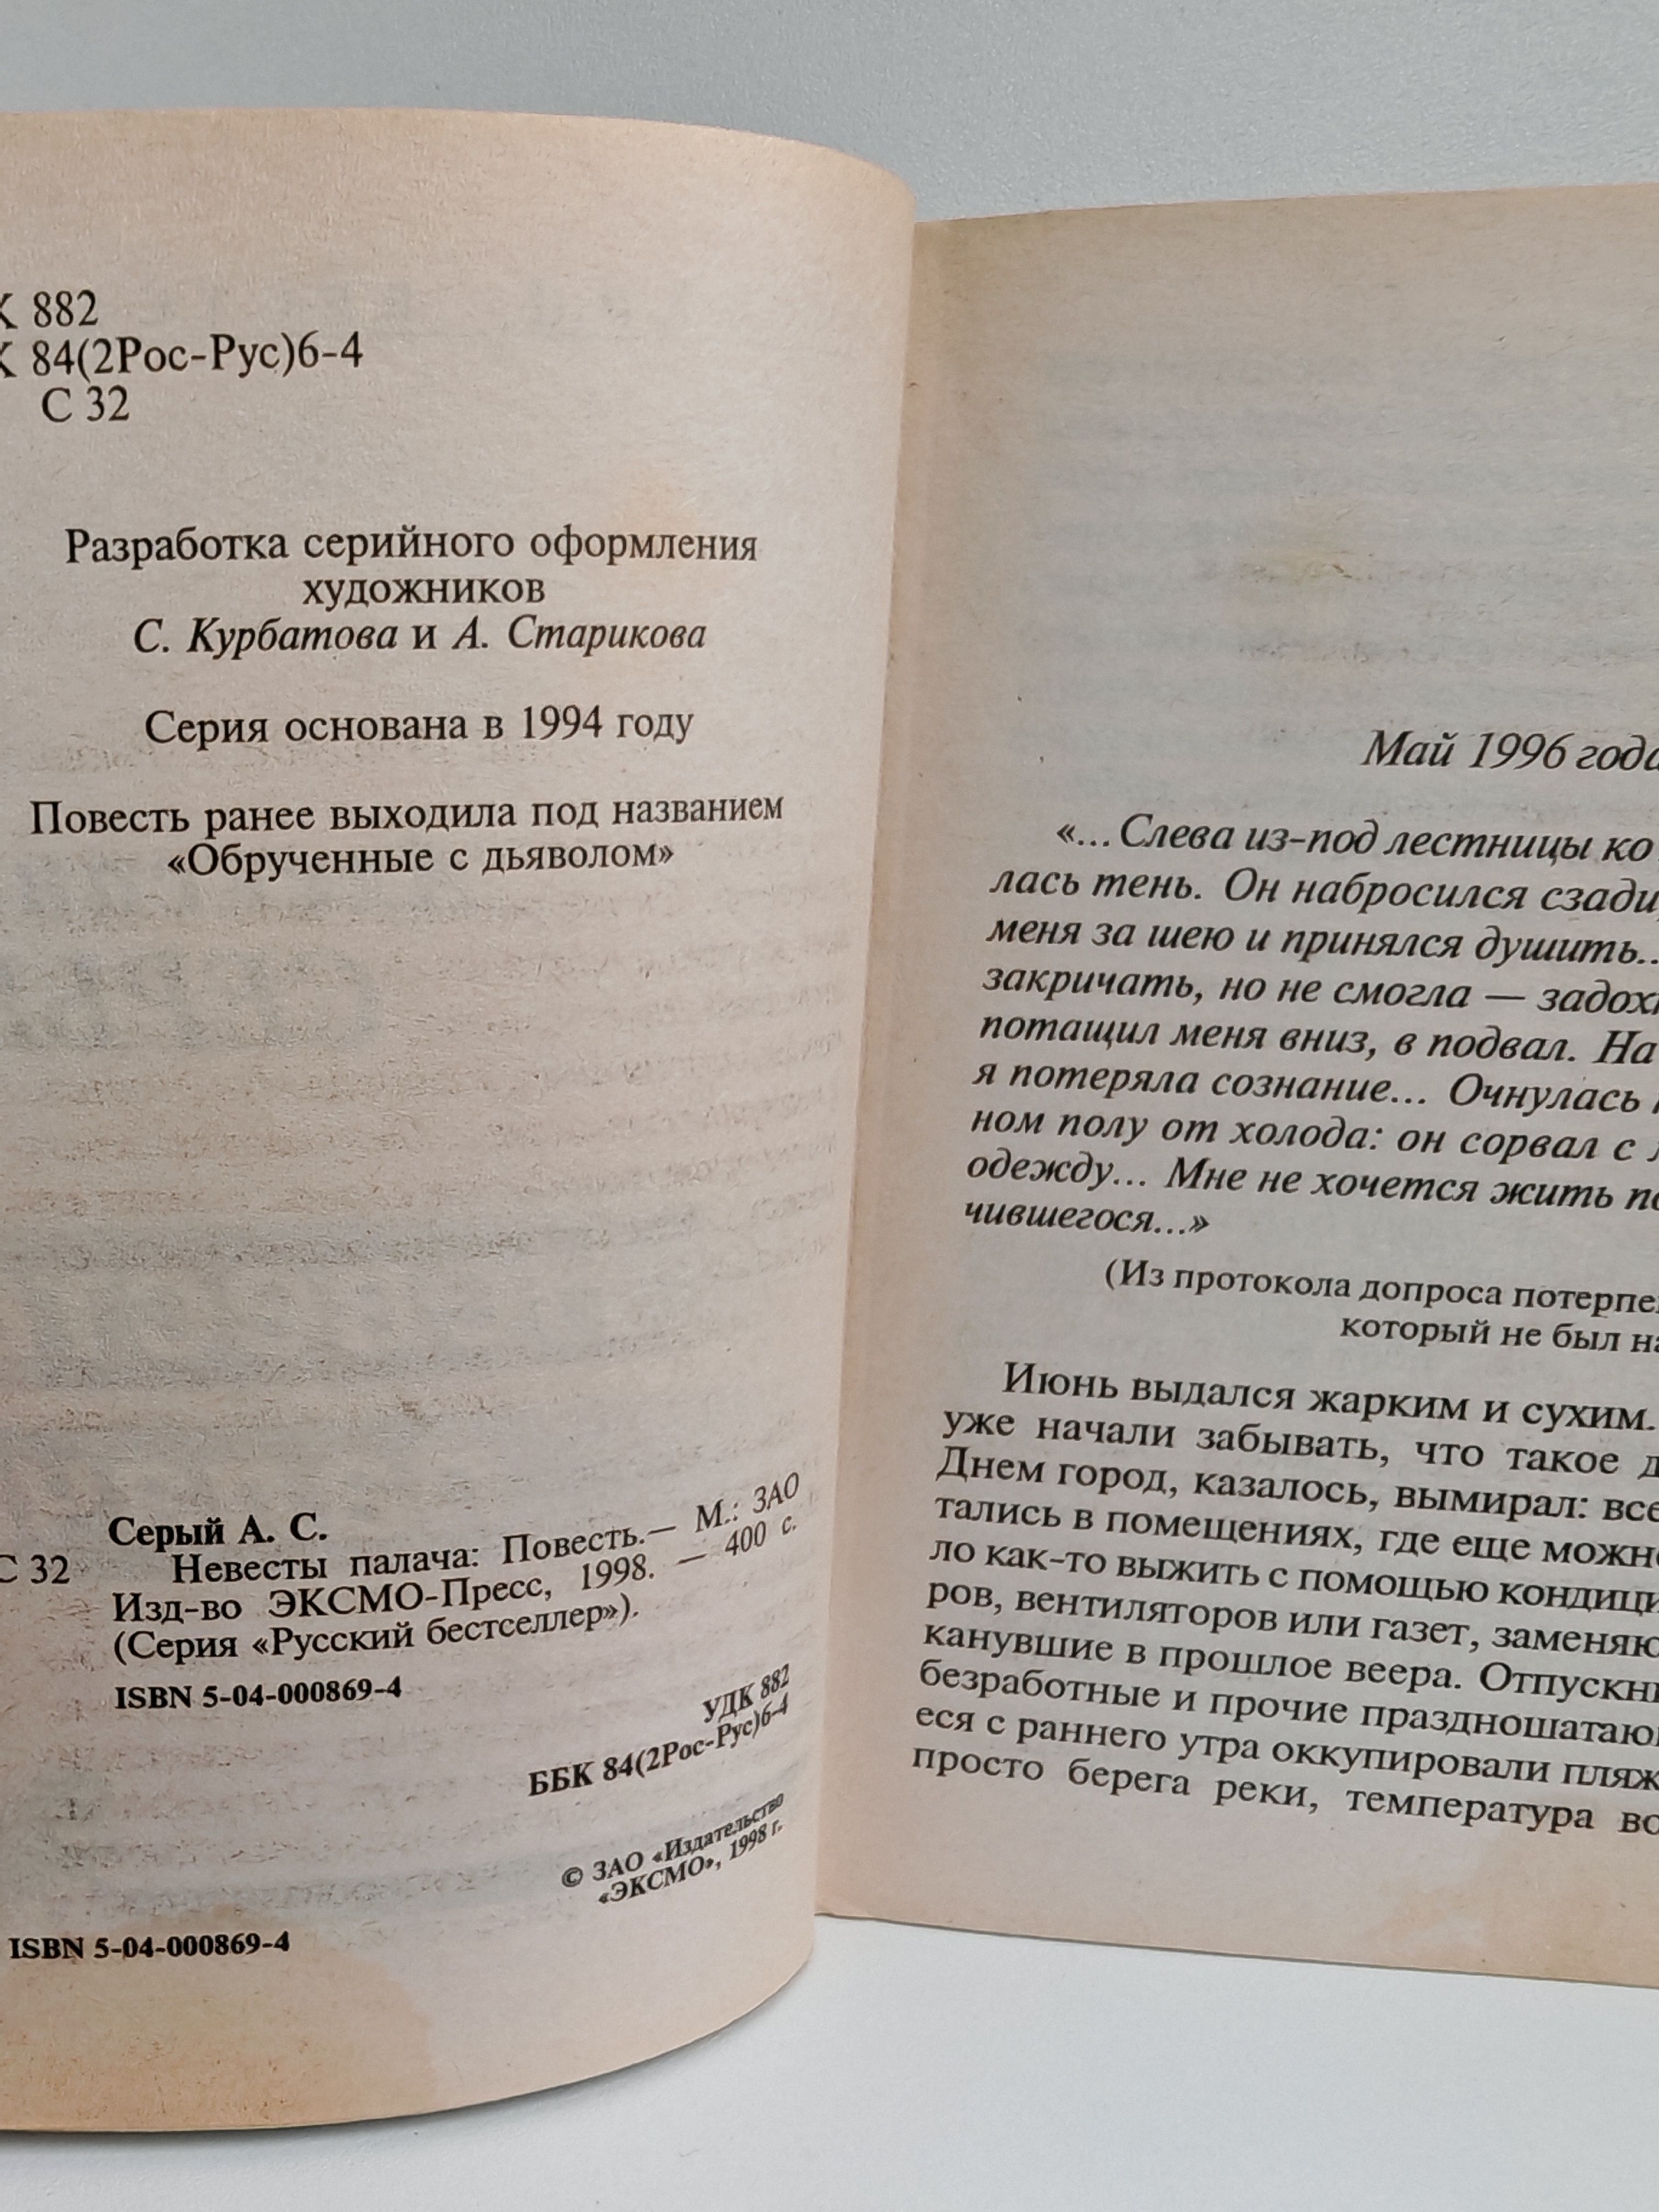 882
84(2Рос-Рус)6-4
С 32
Разработка серийного оформления
художников
С. Курбатова и А. Старикова
Серия основана в 1994 году
Повесть ранее выходила под названием
«Обрученные с дьяволом»
Серый А. С.
С 32 Невесты палача: Повесть.— М.: ЗАО
Изд-во ЭКСМО-Пресс, 1998. — 400 с.
(Серия «Русский бестселлер»).
ISBN 5-04-000869-4
УДК 882
ББК 84(2Рос-Рус)6-4
© ЗАО «Издательство
«ЭКСМО», 1998 г.
ISBN 5-04-000869-4
Май 1996 года
«...Слева из-под лестницы ко
лась тень. Он набросился сзади,
меня за шею и принялся душить..
закричать, но не смогла — 
потащил меня вниз, в подвал. На
я потеряла сознание... Очнулась
ном полу от холода: он сорвал с
одежду... Мне не хочется жить
чившегося...»
(Из протокола допроса
который не был
Июнь выдался жарким и сухим.
уже начали забывать, что такое
Днем город, казалось, вымирал: все
тались в помещениях, где еще
ло как-то выжить с помощью
ров, вентиляторов или газет,
канувшие в прошлое веера.
безработные и прочие
еся с раннего утра оккупировали
просто берега реки, температура